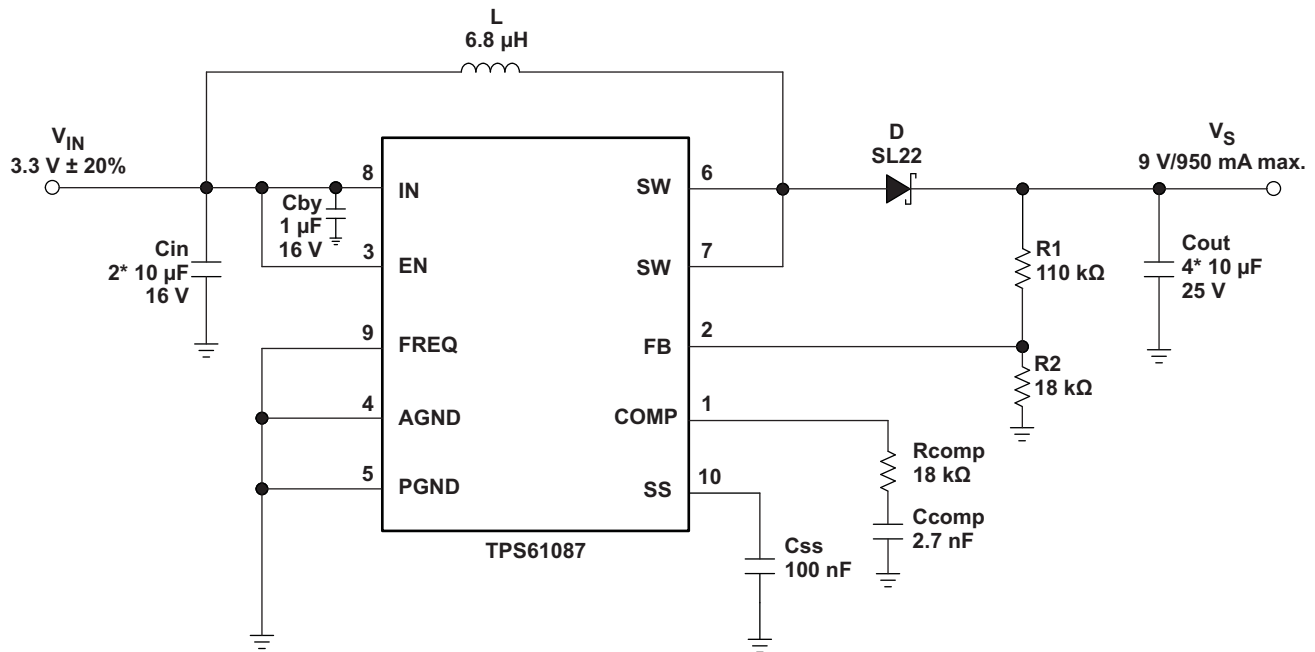 L
6.8 µH
V_IN
3.3 V ± 20%
D
SL22
V_S
9 V/950 mA max.
8
IN
SW
6
Cby
1 µF
16 V
Cin
2* 10 µF
16 V
3
EN
SW
7
R1
110 kΩ
Cout
4* 10 µF
25 V
9
FREQ
FB
2
R2
18 kΩ
4
AGND
COMP
1
Rcomp
18 kΩ
5
PGND
SS
10
Ccomp
2.7 nF
TPS61087
Css
100 nF